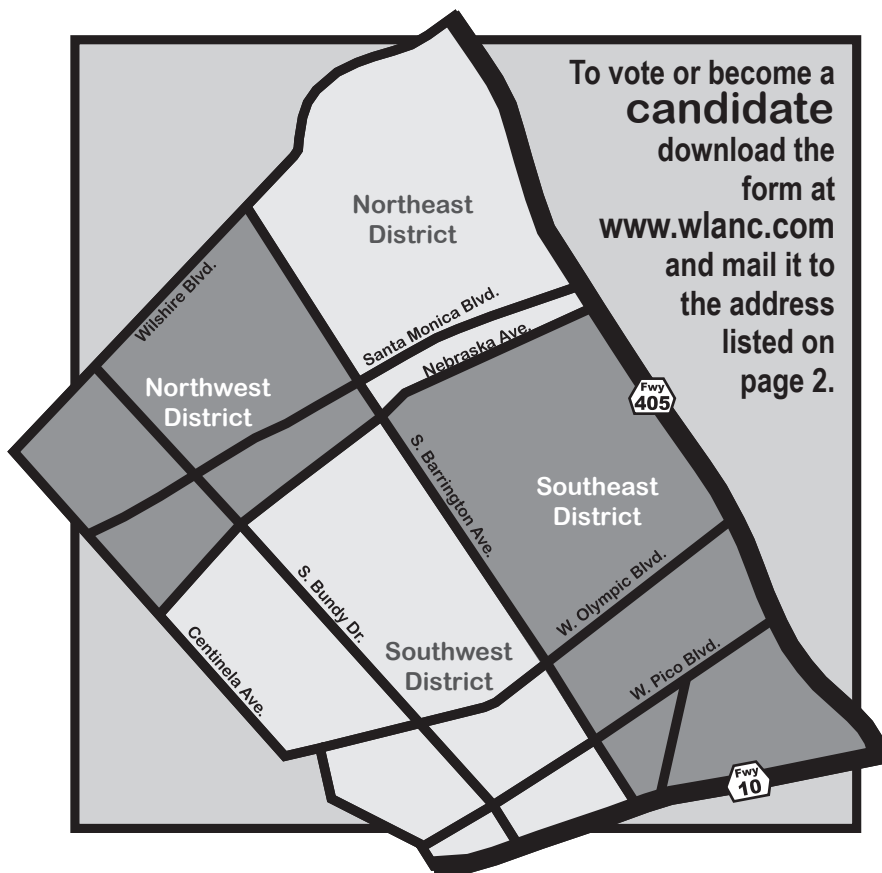 To vote or become a
candidate
download the
form at
www.wlanc.com
and mail it to
the address
listed on
page 2.
Northeast
District
Wilshire Blvd.
Santa Monica Blvd.
Nebraska Ave.
Northwest
District
Fwy
405
S. Barrington Ave.
Southeast
District
S. Bundy Dr.
W. Olympic Blvd.
Centinela Ave.
Southwest
District
W. Pico Blvd.
Fwy
10